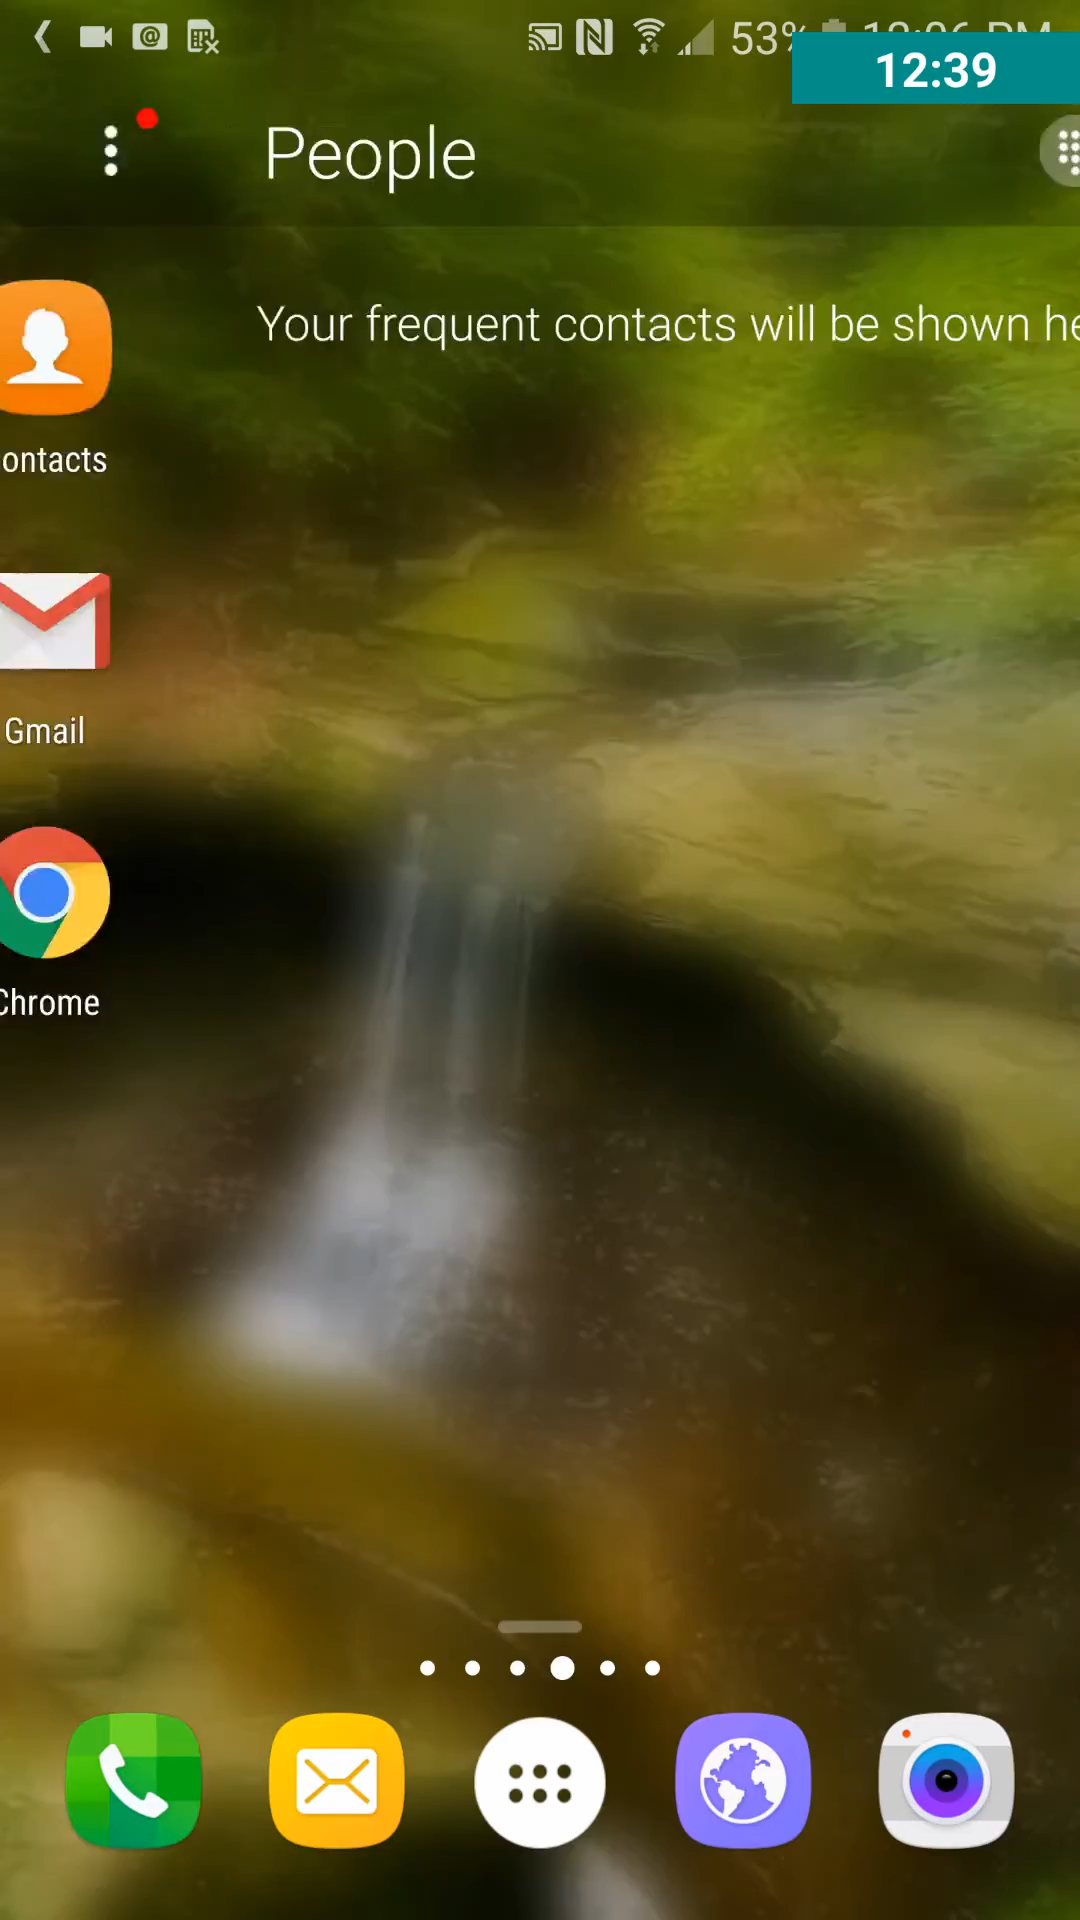 53%
12:39
People
Your frequent contacts will be shown he
ontacts
Gmail
Chrome